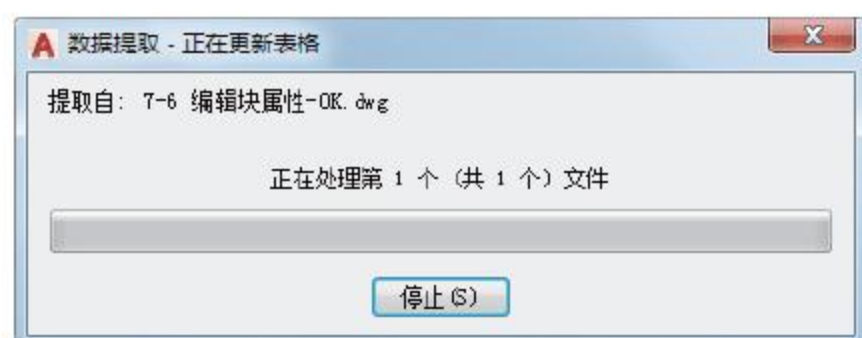 数据提取 - 正在更新表格
提取自: 7-6 编辑块属性-OK.dwg
正在处理第 1 个 (共 1 个) 文件
停止(S)